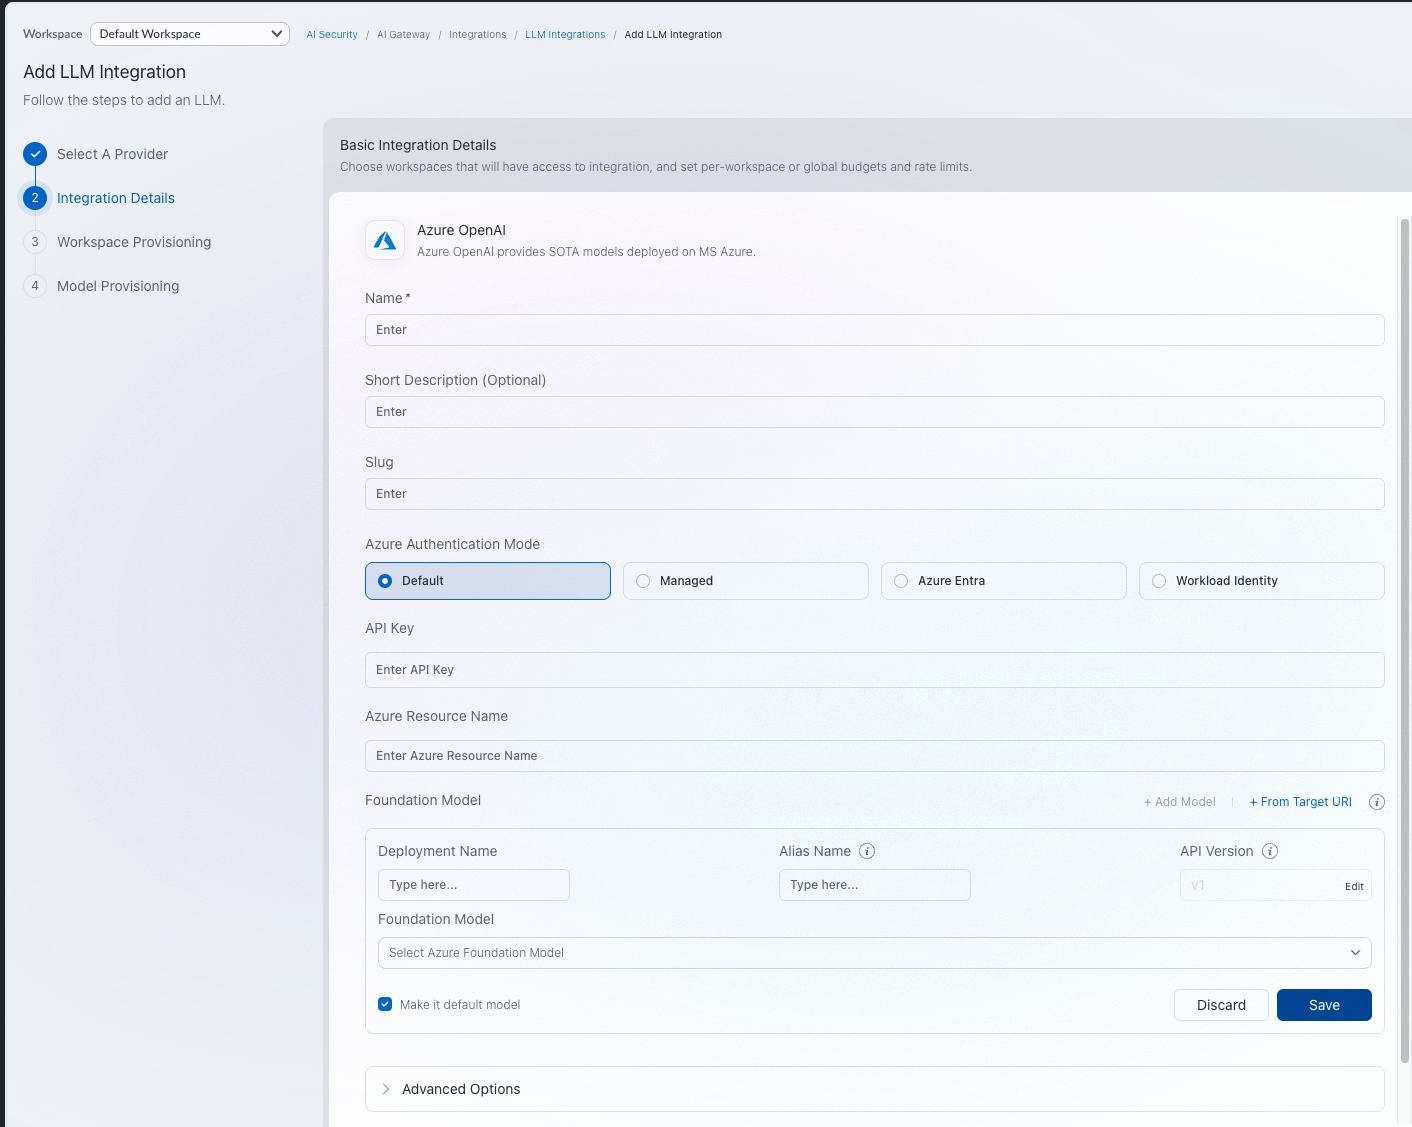 Workspace Default Workspace AI Security / AI Gateway / Integrations / LLM Integrations / Add LLM Integration
Add LLM Integration
Follow the steps to add an LLM.
Select A Provider
2 Integration Details
3 Workspace Provisioning
4 Model Provisioning
Basic Integration Details
Choose workspaces that will have access to integration, and set per-workspace or global budgets and rate limits.
Azure OpenAI
Azure OpenAI provides SOTA models deployed on MS Azure.
Name *
Enter
Short Description (Optional)
Enter
Slug
Enter
Azure Authentication Mode
Default Managed Azure Entra Workload Identity
API Key
Enter API Key
Azure Resource Name
Enter Azure Resource Name
Foundation Model + Add Model | + From Target URI i
Deployment Name Alias Name i API Version i
Type here... Type here... v1 Edit
Foundation Model
Select Azure Foundation Model
Make it default model Discard Save
Advanced Options